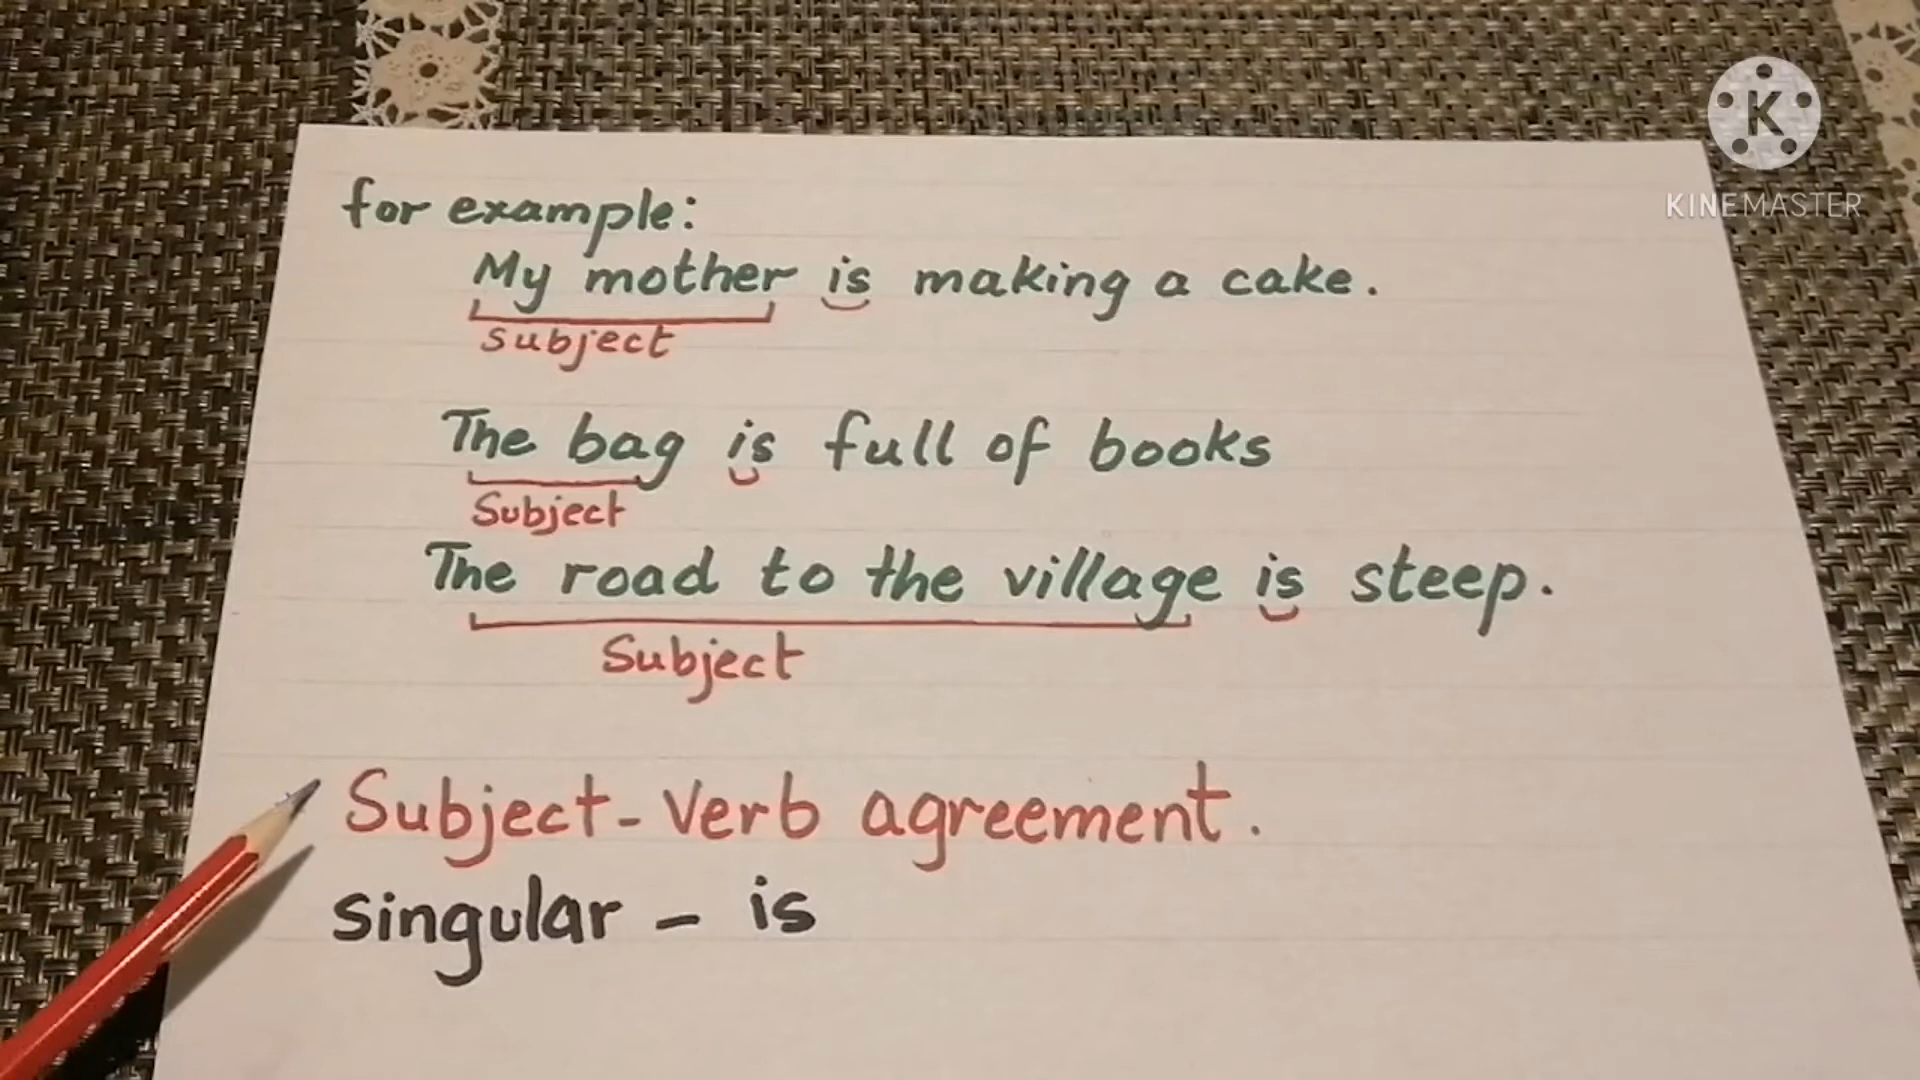 for example:
My mother is making a cake.
subject
The bag is full of books
Subject
The road to the village is steep.
Subject
Subject-Verb agreement.
singular - is
K
KINEMASTER